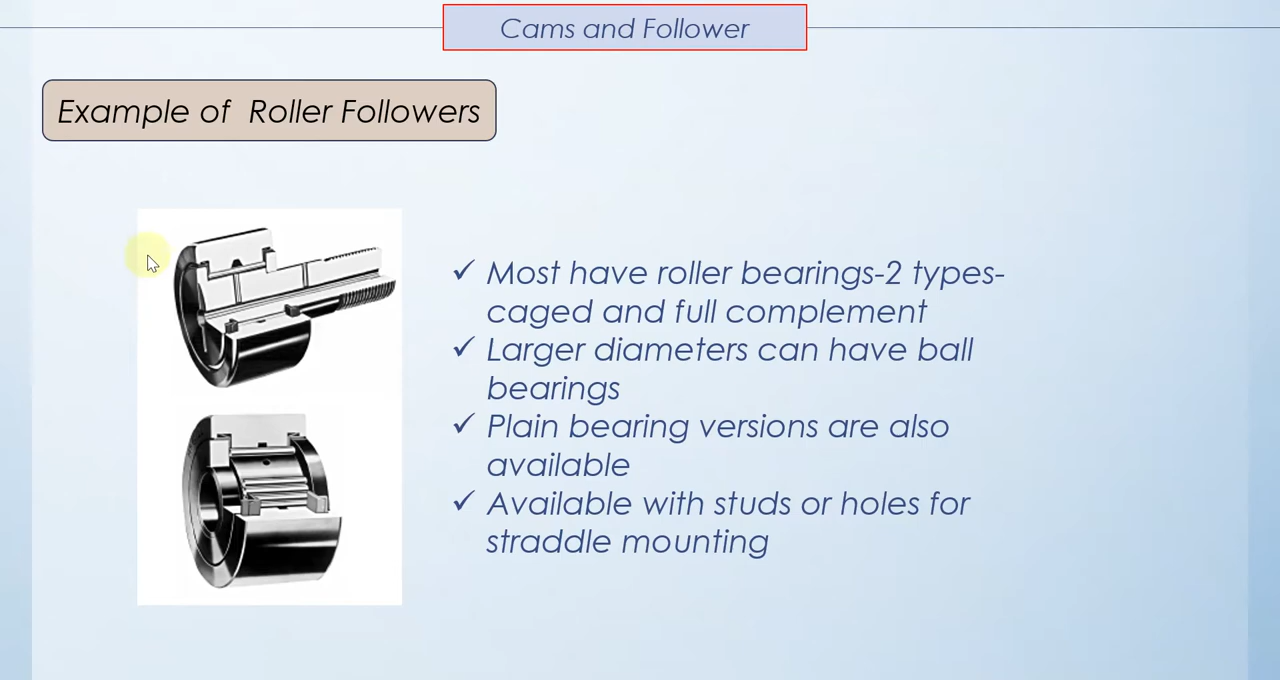 Cams and Follower
Example of Roller Followers
✓ Most have roller bearings-2 types-
caged and full complement
✓ Larger diameters can have ball
bearings
✓ Plain bearing versions are also
available
✓ Available with studs or holes for
straddle mounting